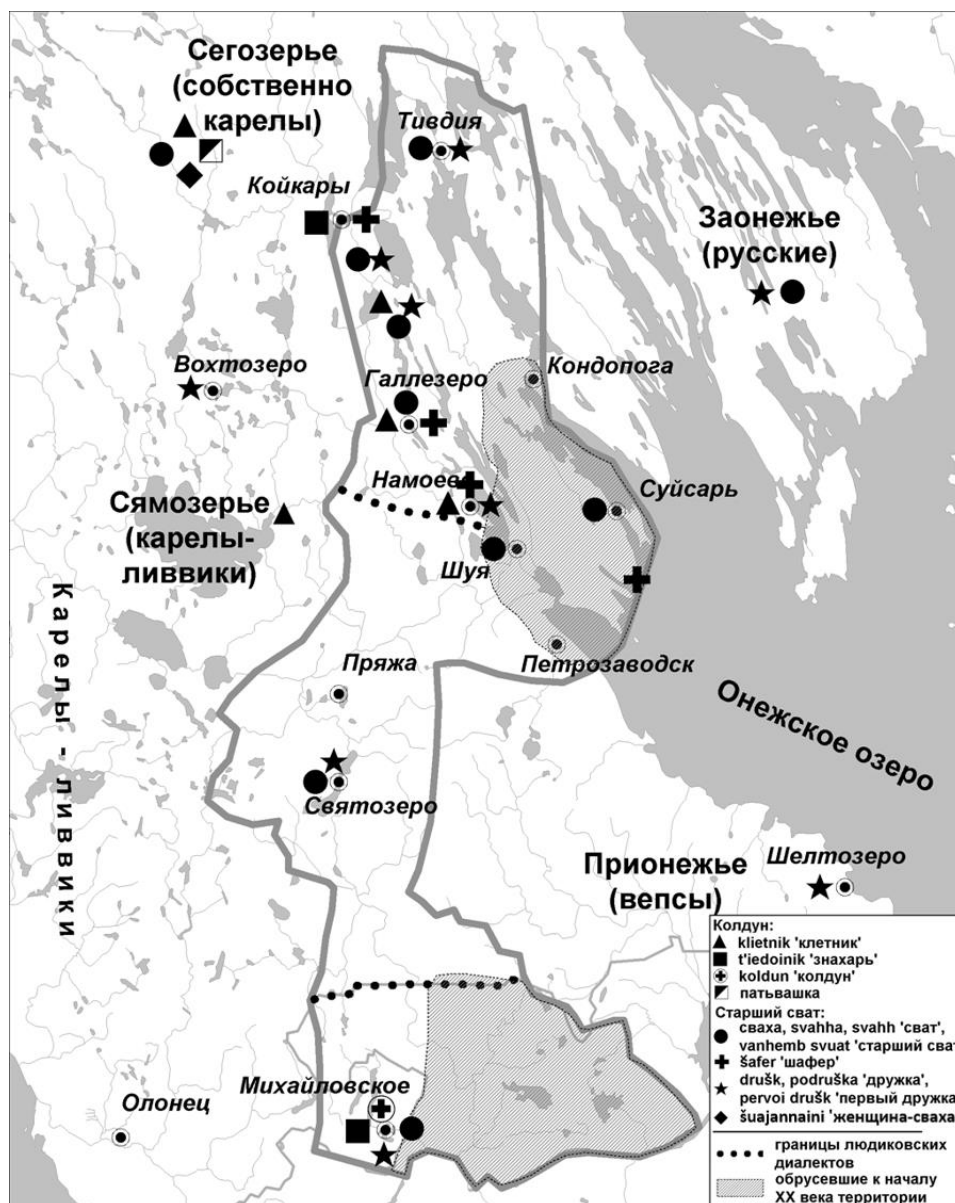 Сегозерье
(собственно
карелы)
Тивдия
Койкары
Заонежье
(русские)
Вохтозеро
Кондопога
Галлезеро
Намоево
Суйсарь
Сямозерье
(карелы-
ливвики)
Шуя
Карелы - ливвики
Пряжа
Петрозаводск
Онежское озеро
Святозеро
Прионежье
(вепсы)
Шелтозеро
Михайловское
Олонец
Колдун:
klietnik 'клетник'
t'iedoinik 'знахарь'
koldun 'колдун'
патьвашка
Старший сват:
сваха, svahha, svahh 'сват',
vanhemb svuat 'старший сват
šafer 'шафер'
drušk, podruška 'дружка',
pervoi drušk 'первый дружка
šuajannaini 'женщина-сваха
границы людиковских
диалектов
обрусевшие к началу
XX века территории